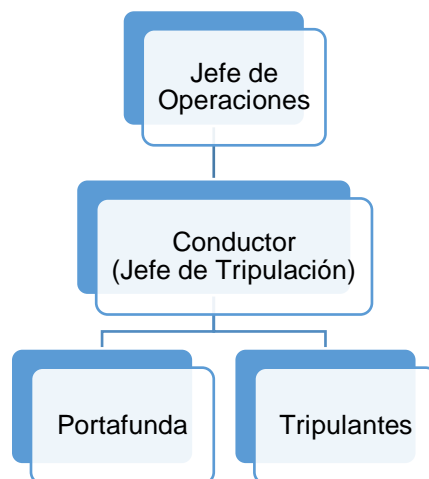 Jefe de
Operaciones
Conductor
(Jefe de Tripulación)
Portafunda
Tripulantes